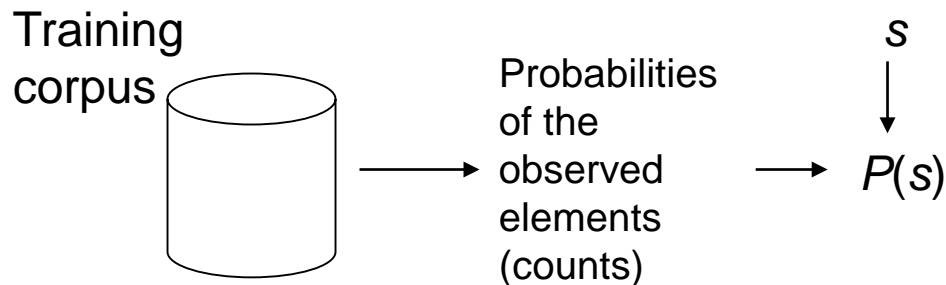 Training
corpus
Probabilities
of the
observed
elements
(counts)
s
P(s)